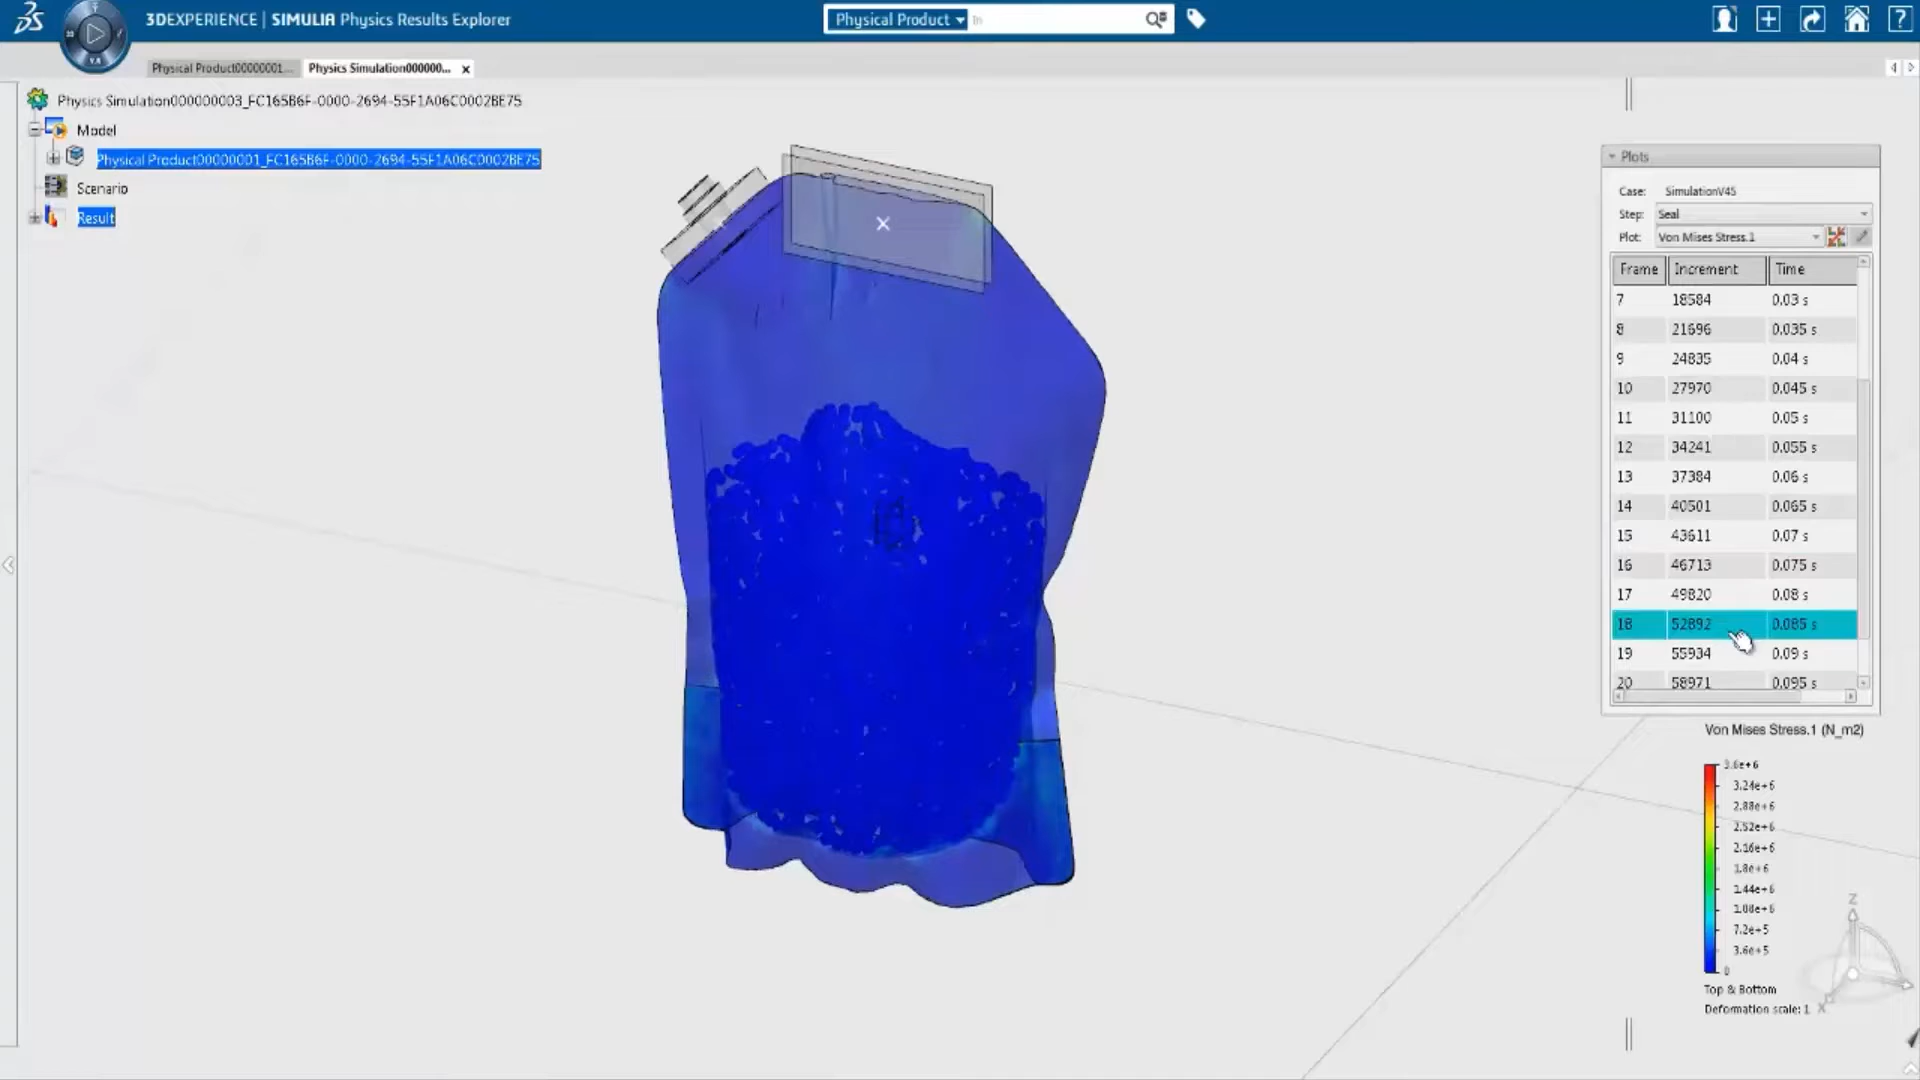 3DEXPERIENCE | SIMULIA Physics Results Explorer
Physical Product
In
Physical Product00000001...
Physics Simulation000000...
Physics Simulation000000003_FC165B6F-0000-2694-55F1A06C0002BE75
Model
Physical Product00000001_FC165B6F-0000-2694-55F1A06C0002BE75
Scenario
Result
Plots
Case: SimulationV45
Step: Seal
Plot: Von Mises Stress.1
Frame Increment Time
7 18584 0.03 s
8 21696 0.035 s
9 24835 0.04 s
10 27970 0.045 s
11 31100 0.05 s
12 34241 0.055 s
13 37384 0.06 s
14 40501 0.065 s
15 43611 0.07 s
16 46713 0.075 s
17 49820 0.08 s
18 52892 0.085 s
19 55934 0.09 s
20 58971 0.095 s
Von Mises Stress.1 (N_m2)
3.6e+6
3.24e+6
2.88e+6
2.52e+6
2.16e+6
1.8e+6
1.44e+6
1.08e+6
7.2e+5
3.6e+5
0
Z
X
Top & Bottom
Deformation scale: 1